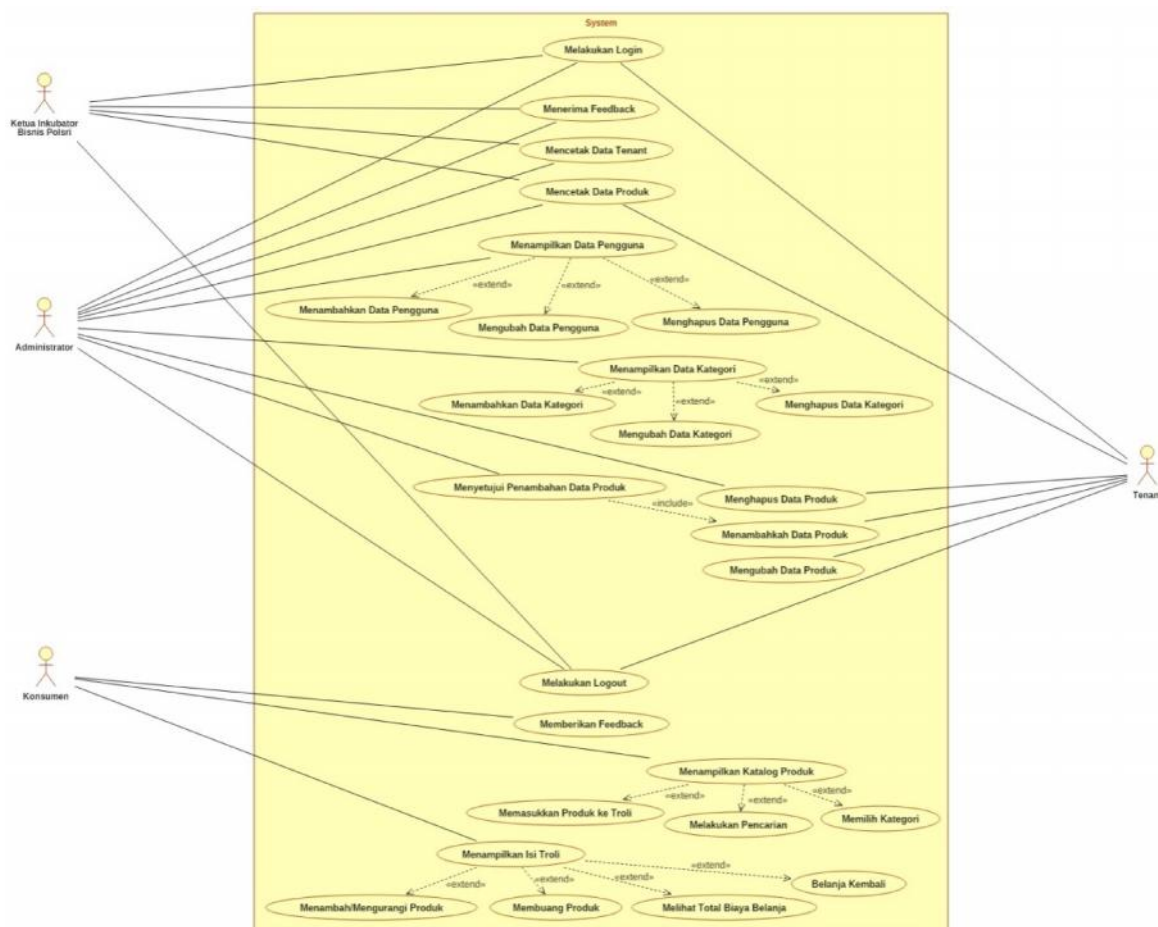 System
Melakukan Login
Ketua Inkubator
Bisnis Polsri
Menerima Feedback
Mencetak Data Tenant
Mencetak Data Produk
Menampilkan Data Pengguna
«extend»
«extend»
«extend»
Menambahkan Data Pengguna
Mengubah Data Pengguna
Menghapus Data Pengguna
Administrator
Menampilkan Data Kategori
«extend»
«extend»
«extend»
Menambahkan Data Kategori
Menghapus Data Kategori
Mengubah Data Kategori
Menyetujui Penambahan Data Produk
«include»
Menghapus Data Produk
Tenan
Menambahkah Data Produk
Mengubah Data Produk
Konsumen
Melakukan Logout
Memberikan Feedback
Menampilkan Katalog Produk
«extend»
«extend»
«extend»
Memasukkan Produk ke Troli
Melakukan Pencarian
Memilih Kategori
Menampilkan Isi Troli
«extend»
«extend»
«extend»
«extend»
Belanja Kembali
Menambah/Mengurangi Produk
Membuang Produk
Melihat Total Biaya Belanja